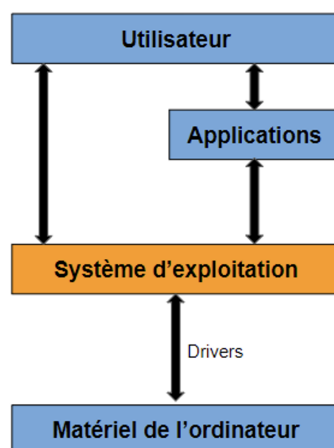 Utilisateur
Applications
Système d'exploitation
Drivers
Matériel de l'ordinateur